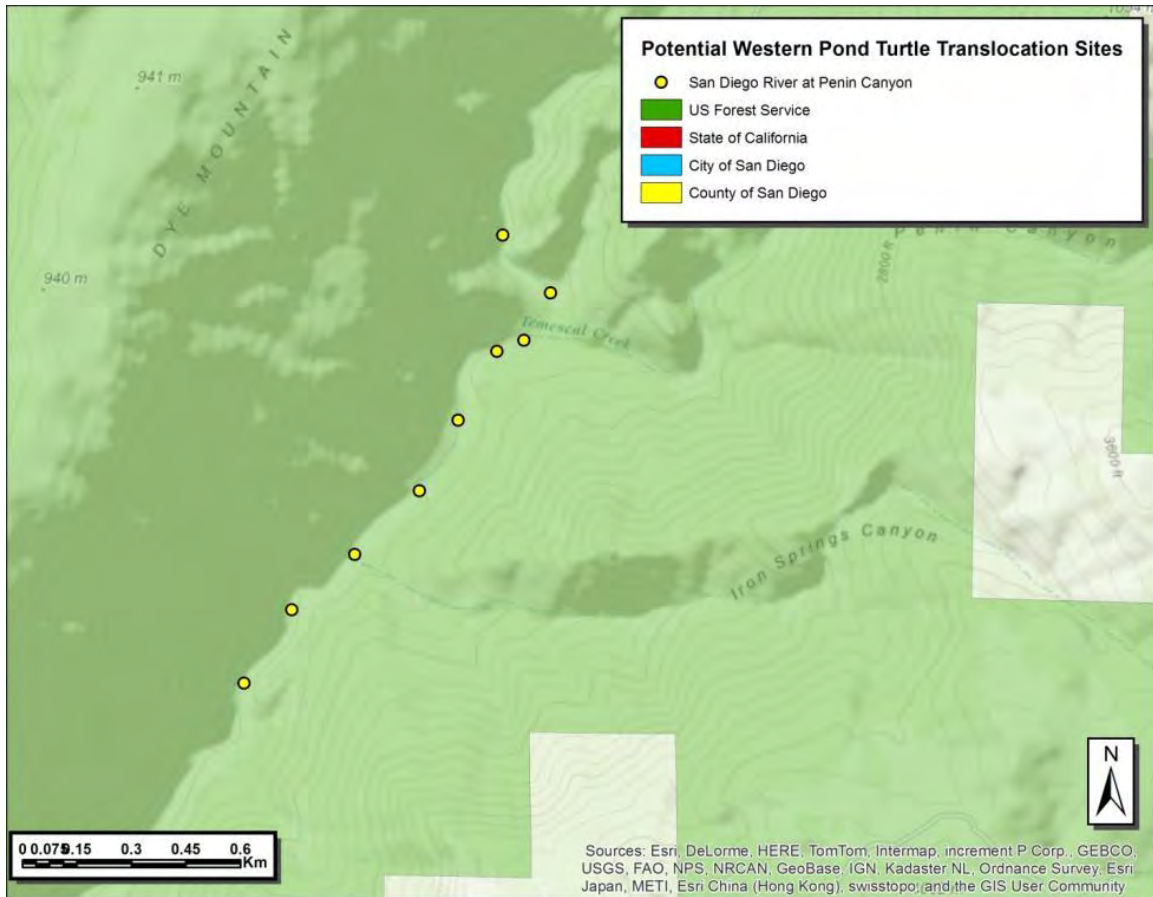 941 m
DYE MOUNTAIN
940 m
Potential Western Pond Turtle Translocation Sites
San Diego River at Penin Canyon
US Forest Service
State of California
City of San Diego
County of San Diego
Penin Canyon
2800 ft
Temescal Creek
3600 ft
Iron Springs Canyon
N
0 0.075 0.15 0.3 0.45 0.6
Km
Sources: Esri, DeLorme, HERE, TomTom, Intermap, increment P Corp., GEBCO,
USGS, FAO, NPS, NRCAN, GeoBase, IGN, Kadaster NL, Ordnance Survey, Esri
Japan, METI, Esri China (Hong Kong), swisstopo, and the GIS User Community